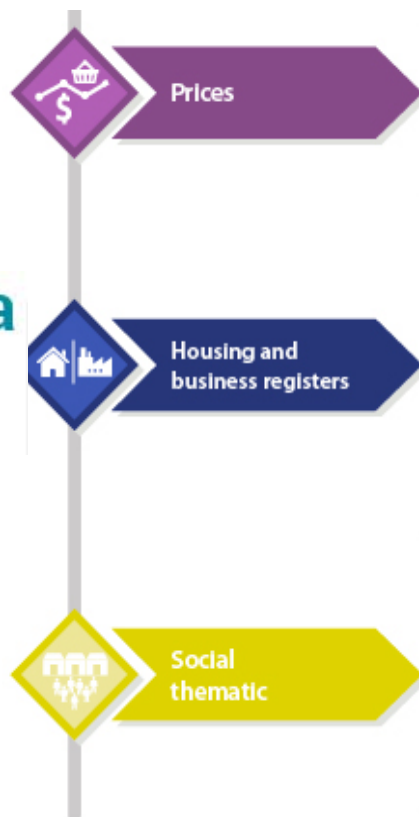 Prices
$
a
Housing and
business registers
Social
thematic